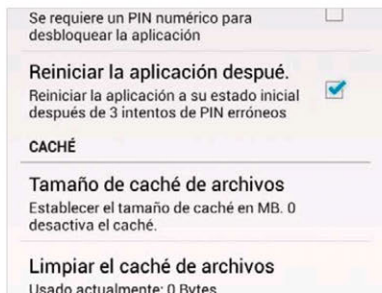 Se requiere un PIN numérico para
desbloquear la aplicación
Reiniciar la aplicación despué.
Reiniciar la aplicación a su estado inicial
después de 3 intentos de PIN erróneos
CACHÉ
Tamaño de caché de archivos
Establecer el tamaño de caché en MB. 0
desactiva el caché.
Limpiar el caché de archivos
Usado actualmente: 0 Bytes